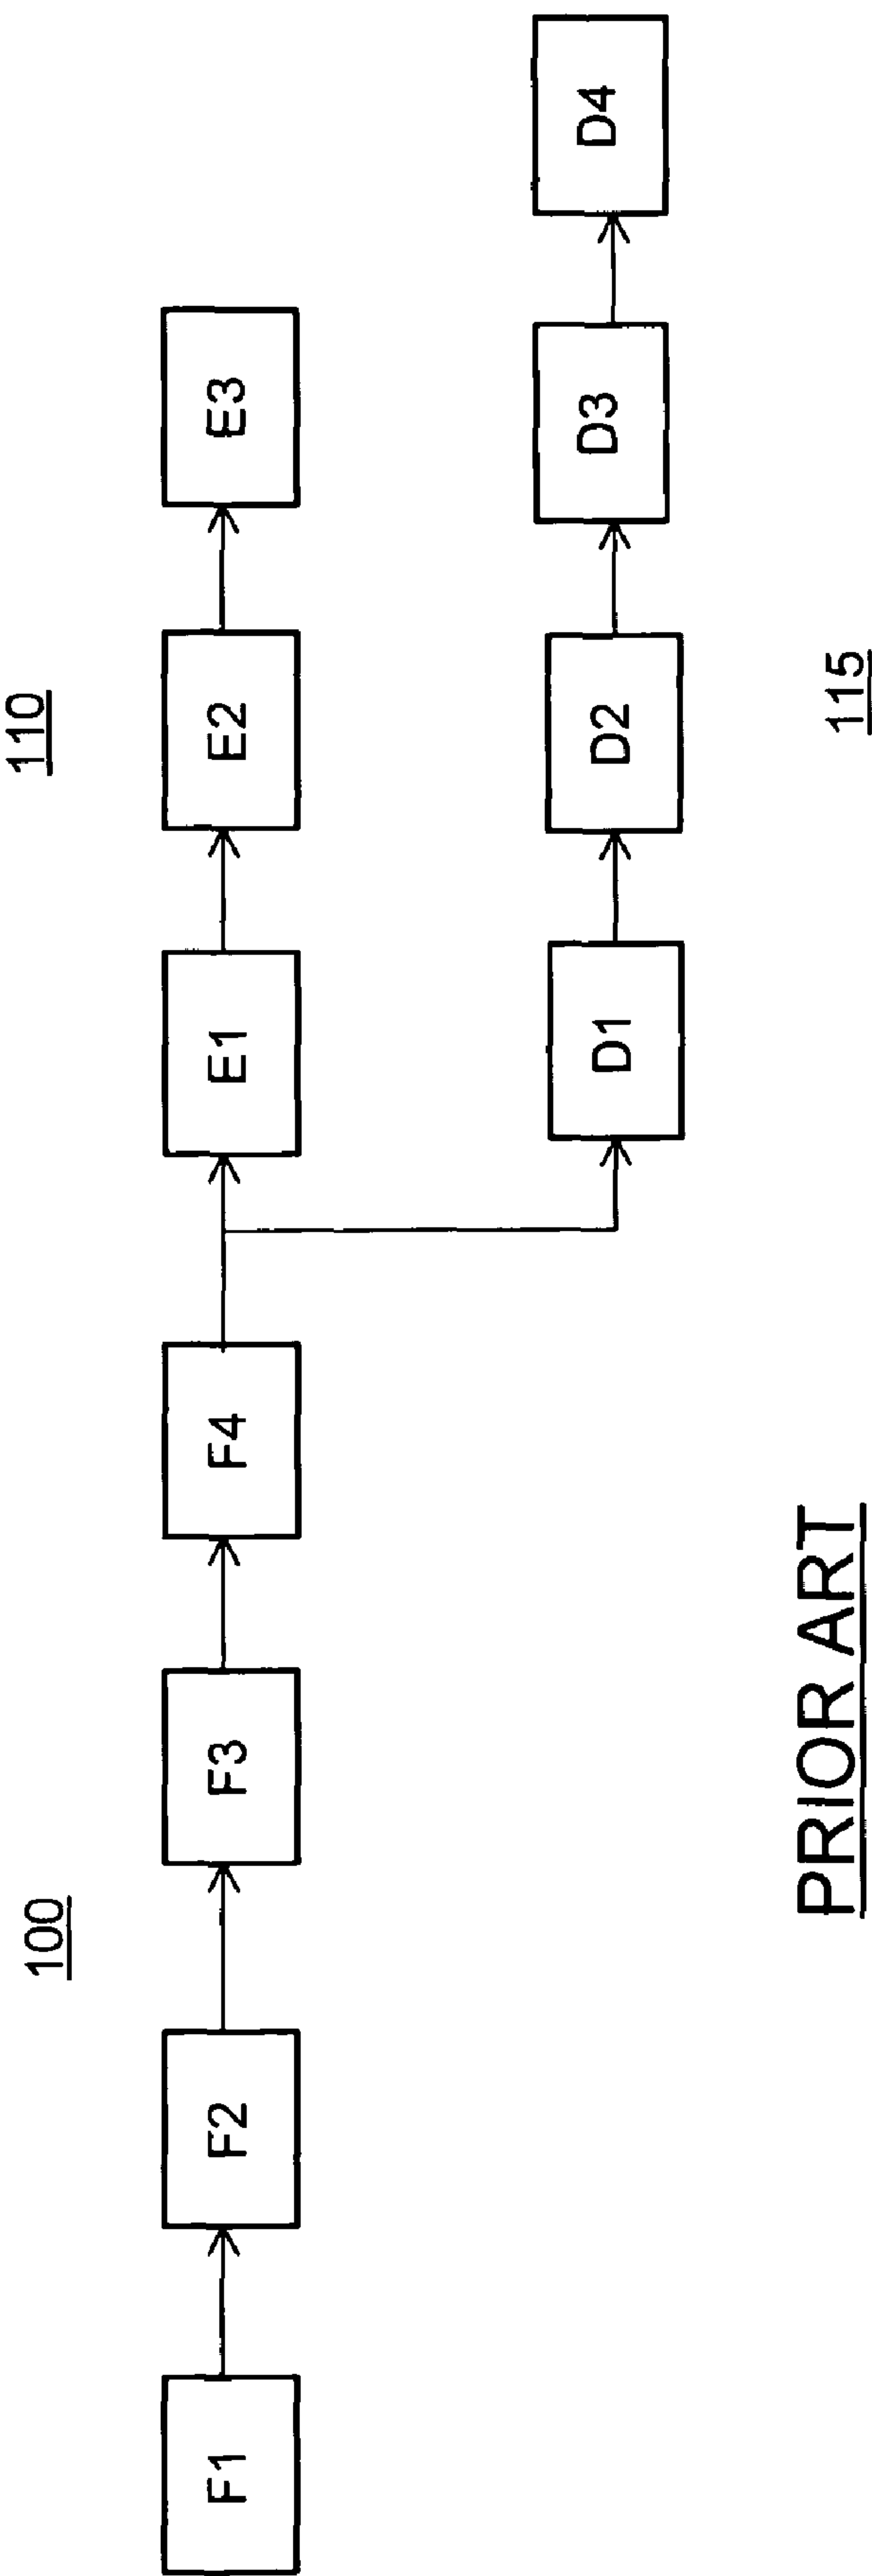 100
110
F1
F2
F3
F4
E1
E2
E3
D1
D2
D3
D4
115
PRIOR ART